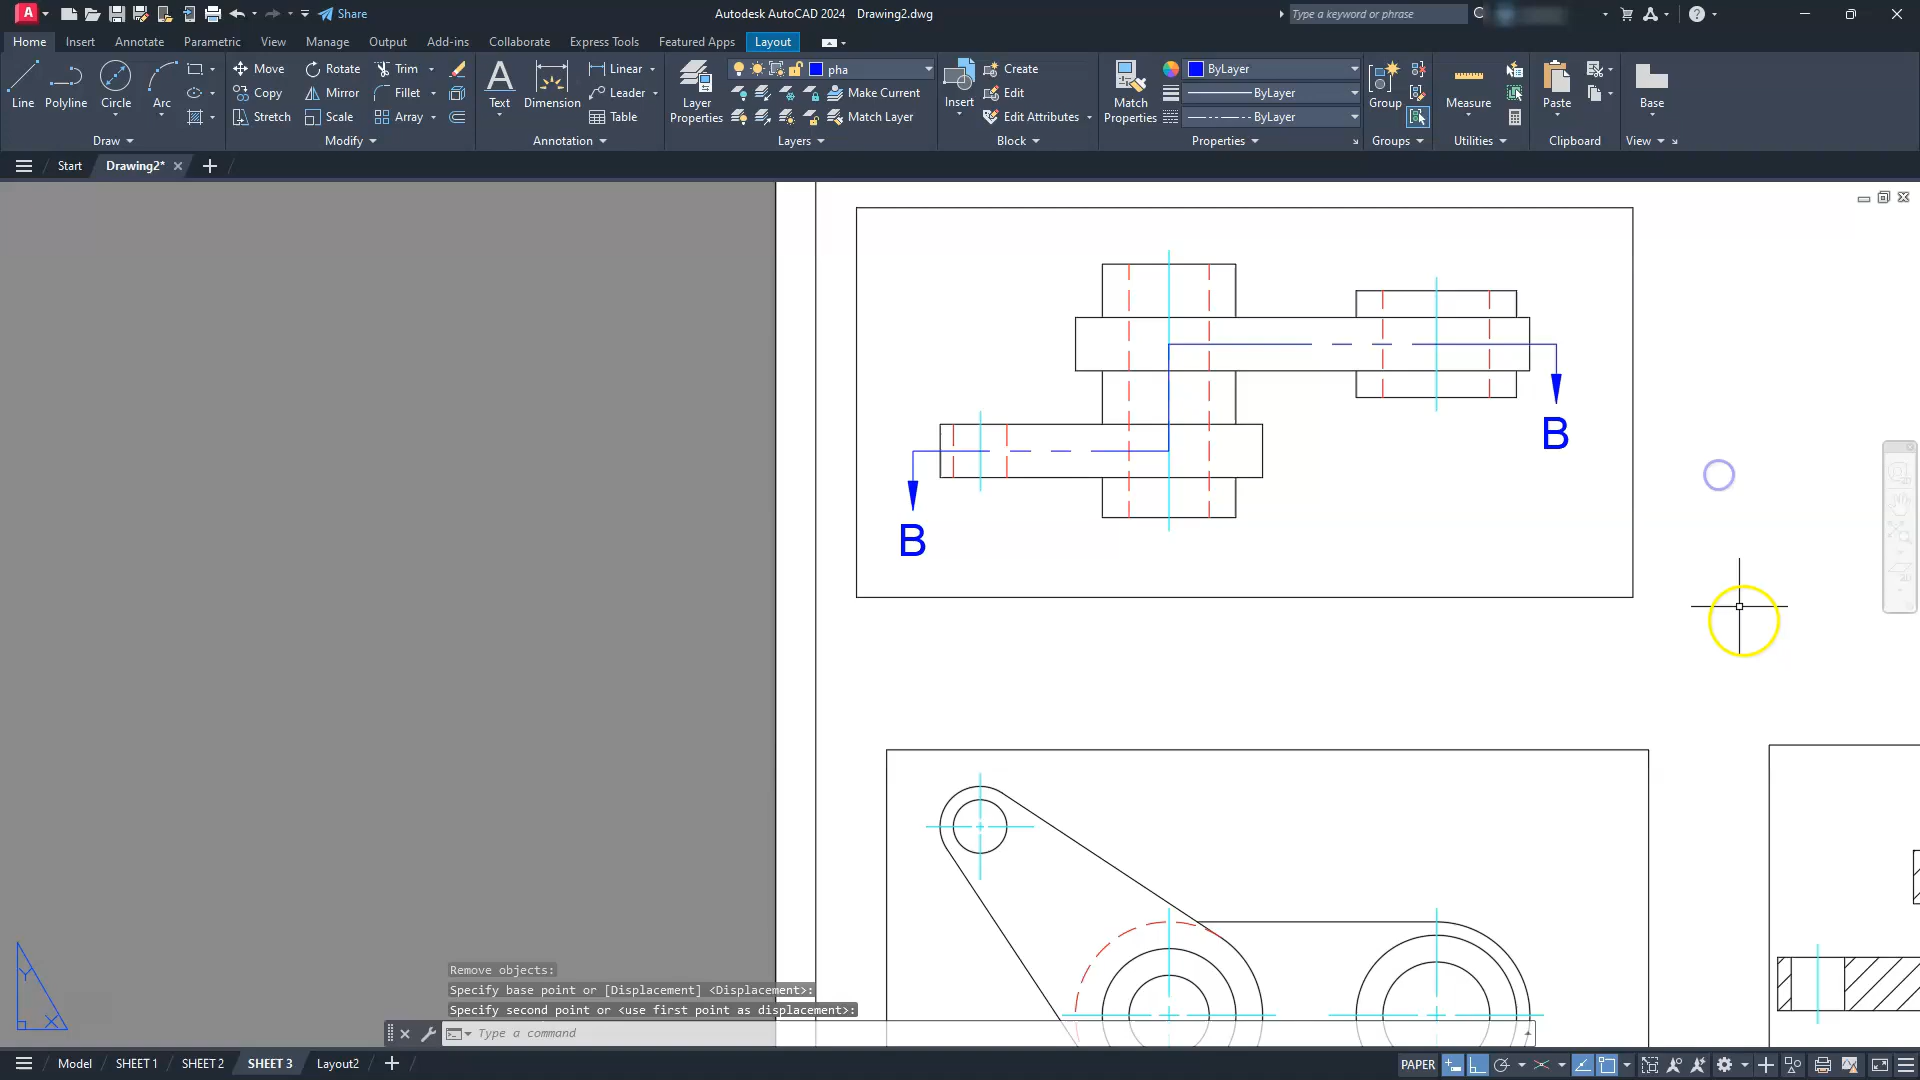 A Share Autodesk AutoCAD 2024 Drawing2.dwg Type a keyword or phrase ?
Home Insert Annotate Parametric View Manage Output Add-ins Collaborate Express Tools Featured Apps Layout
Line Polyline Circle Arc
Move Rotate Trim
Copy Mirror Fillet
Stretch Scale Array
Text Dimension
Linear
Leader
Table
Layer Properties
pha
Make Current
Match Layer
Insert
Create
Edit
Edit Attributes
Match Properties
ByLayer
ByLayer
ByLayer
Group
Measure
Paste
Base
Draw Modify Annotation Layers Block Properties Groups Utilities Clipboard View
Start Drawing2*
B
B
Y
X
Remove objects:
Specify base point or [Displacement] <Displacement>:
Specify second point or <use first point as displacement>:
Type a command
Model SHEET 1 SHEET 2 SHEET 3 Layout2 PAPER